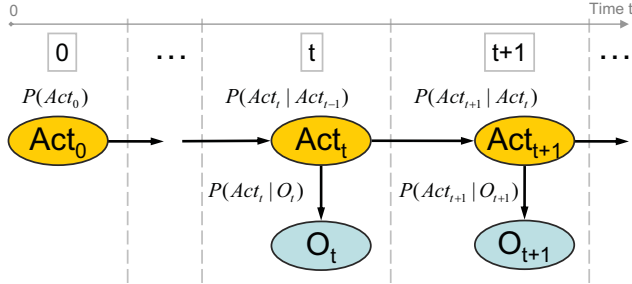 0 Time t
0 ... t t+1 ...
P(Act₀) P(Actₜ | Actₜ₋₁) P(Actₜ₊₁ | Actₜ)
Act₀ Actₜ Actₜ₊₁
P(Actₜ | Oₜ) P(Actₜ₊₁ | Oₜ₊₁)
Oₜ Oₜ₊₁